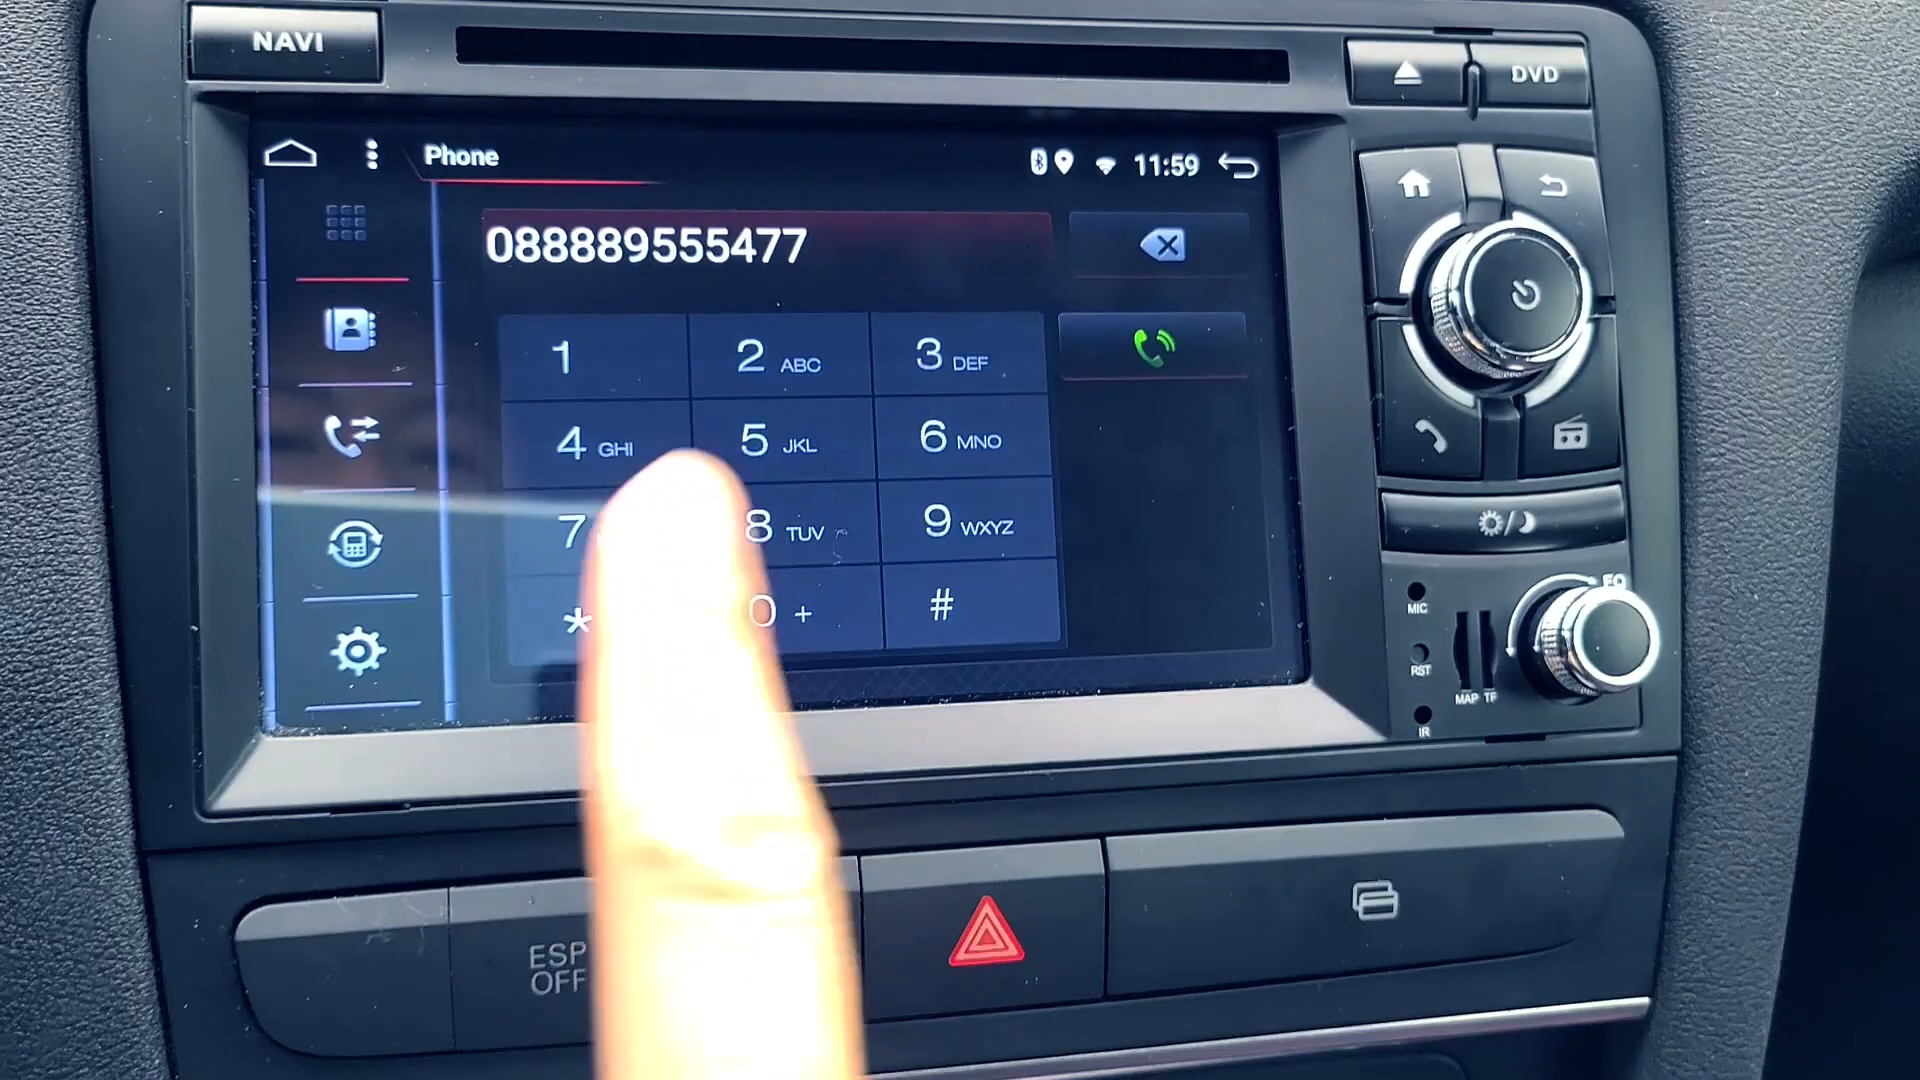 NAVI
DVD
Phone
11:59
088889555477
1
2 ABC
3 DEF
4 GHI
5 JKL
6 MNO
7
8 TUV
9 WXYZ
*
0 +
#
EQ
MIC
RST
MAP TF
IR
ESP
OFF